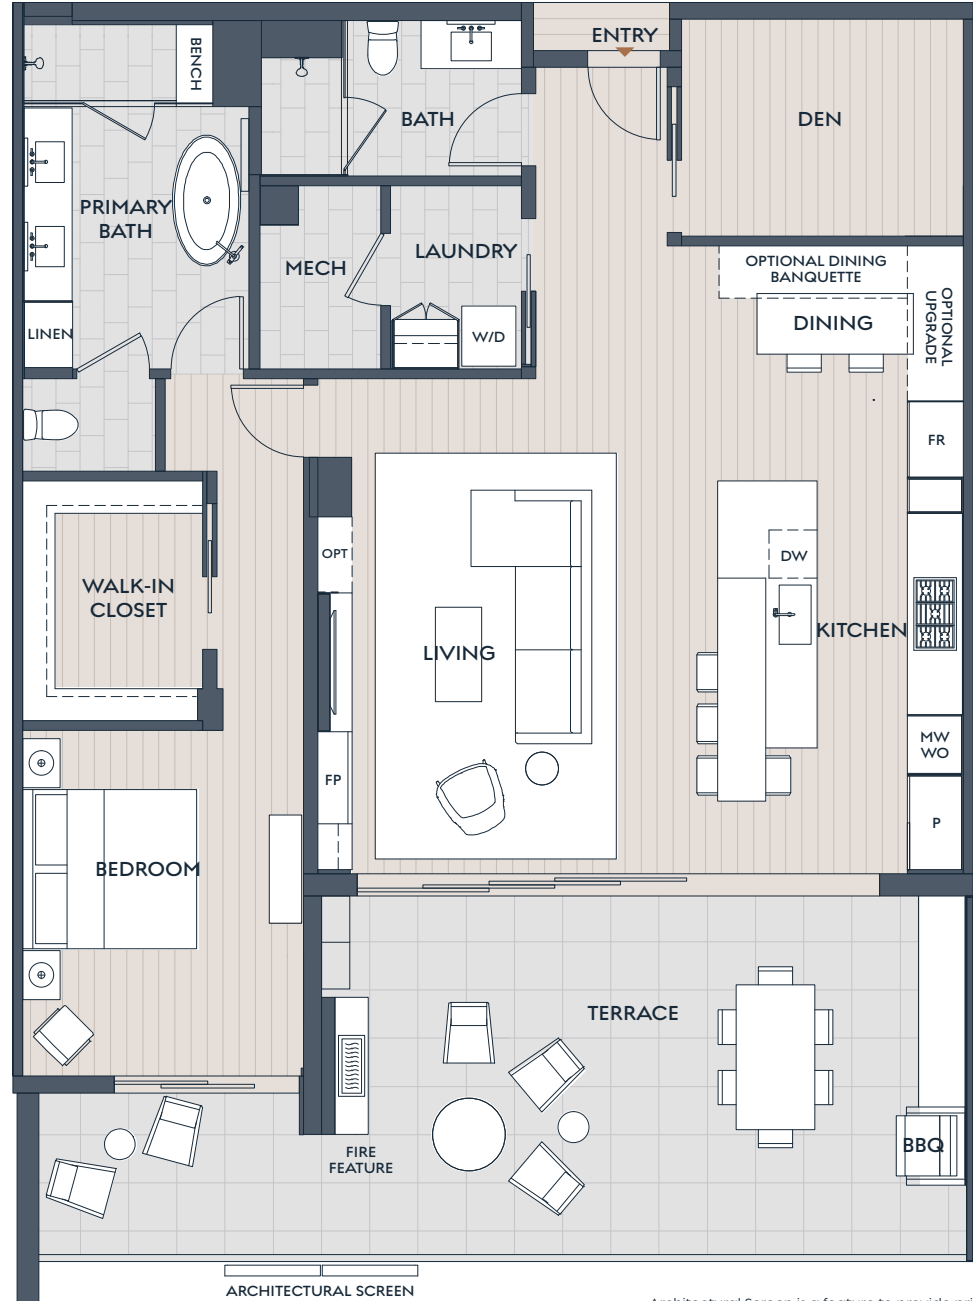 ENTRY
BENCH
BATH
DEN
PRIMARY
BATH
MECH
LAUNDRY
OPTIONAL DINING
BANQUETTE
OPTIONAL
UPGRADE
DINING
LINEN
W/D
FR
OPT
DW
WALK-IN
CLOSET
LIVING
KITCHEN
MW
WO
FP
P
BEDROOM
TERRACE
FIRE
FEATURE
BBQ
ARCHITECTURAL SCREEN